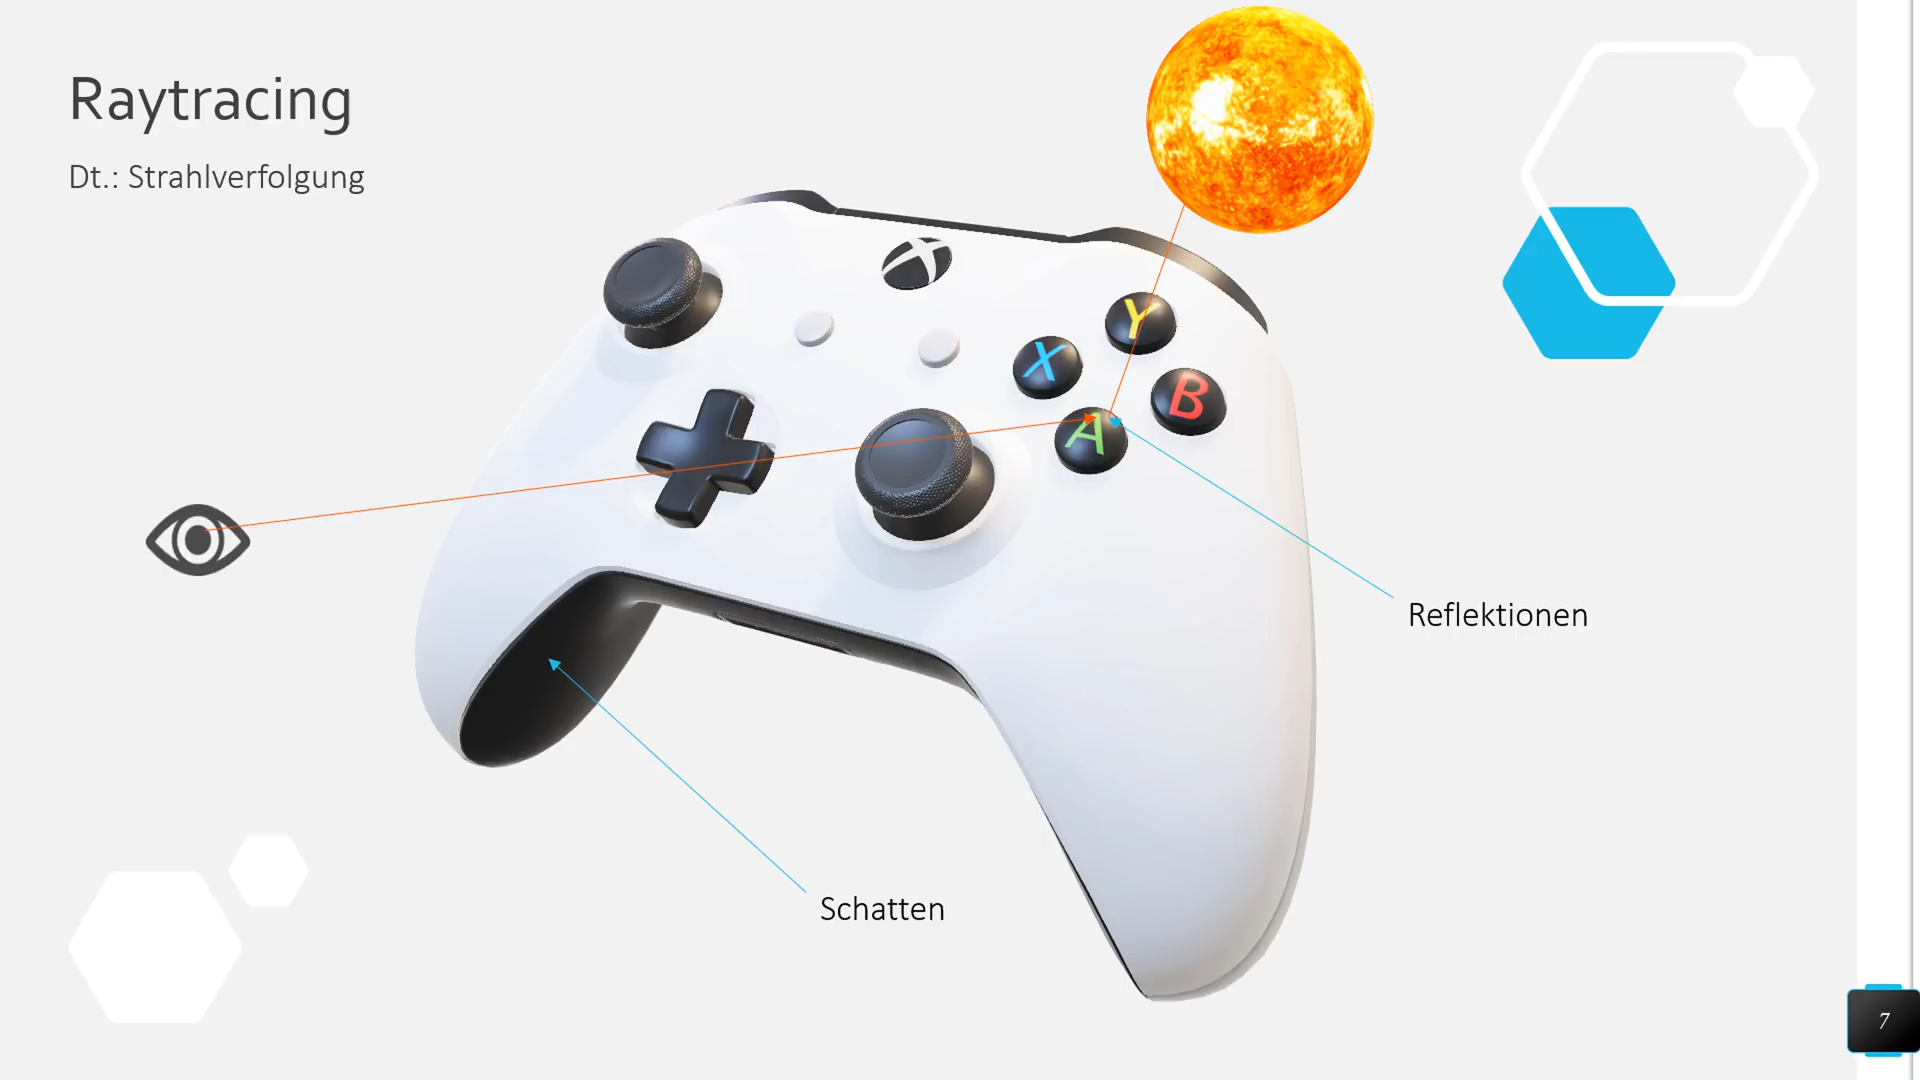 Raytracing
Dt.: Strahlverfolgung
Y
X
B
A
Reflektionen
Schatten
7